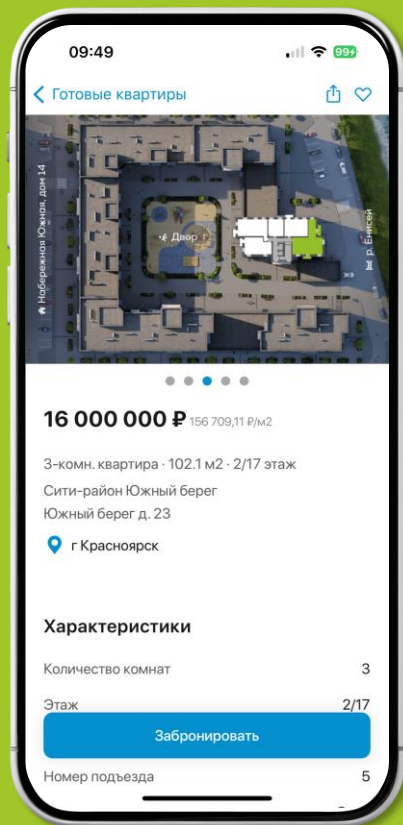 09:49
99+
Готовые квартиры
Набережная Южная, дом 14
Двор
р. Енисей
16 000 000 ₽ 156 709,11 ₽/м2
3-комн. квартира · 102.1 м2 · 2/17 этаж
Сити-район Южный берег
Южный берег д. 23
г Красноярск
Характеристики
Количество комнат 3
Этаж 2/17
Забронировать
Номер подъезда 5